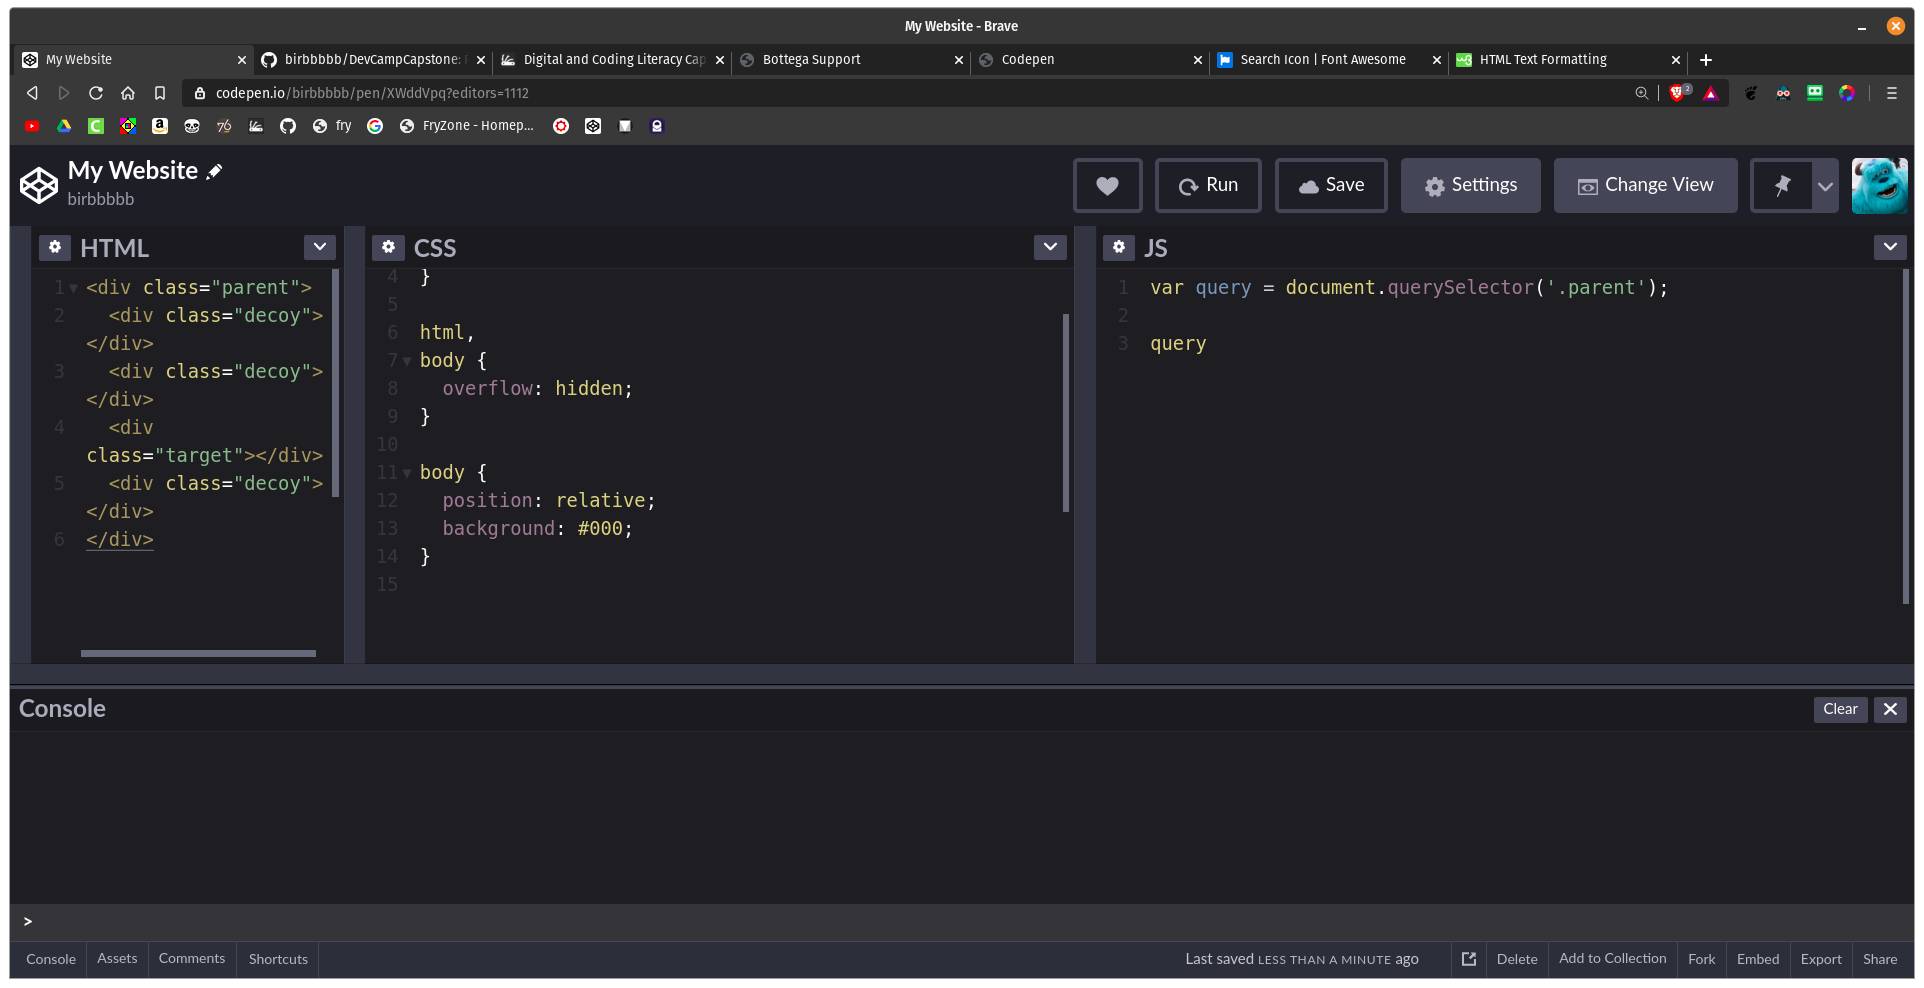 My Website - Brave
My Website
birbbbbb/DevCampCapstone:
Digital and Coding Literacy Cap
Bottega Support
Codepen
Search Icon | Font Awesome
HTML Text Formatting
codepen.io/birbbbbb/pen/XWddVpq?editors=1112
2
fry
FryZone - Homep...
My Website
birbbbbb
Run
Save
Settings
Change View
HTML
1 <div class="parent">
2 <div class="decoy">
</div>
3 <div class="decoy">
</div>
4 <div
class="target"></div>
5 <div class="decoy">
</div>
6 </div>
CSS
4 }
5
6 html,
7 body {
8 overflow: hidden;
9 }
10
11 body {
12 position: relative;
13 background: #000;
14 }
15
JS
1 var query = document.querySelector('.parent');
2
3 query
Console
Clear
>
Console
Assets
Comments
Shortcuts
Last saved LESS THAN A MINUTE ago
Delete
Add to Collection
Fork
Embed
Export
Share